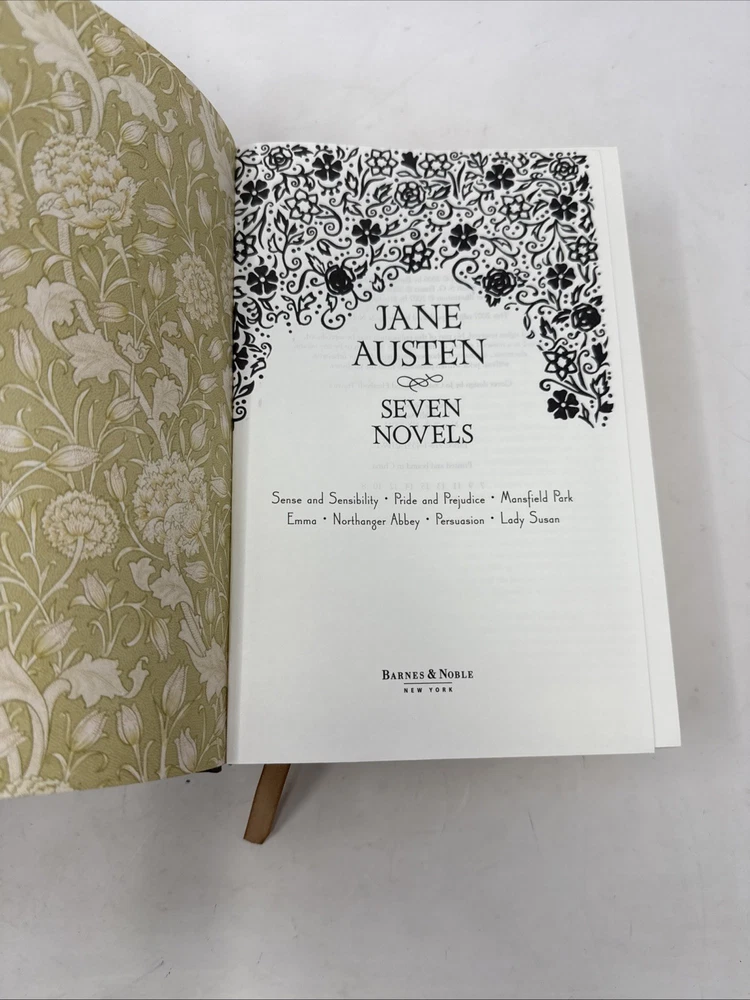 JANE
AUSTEN
SEVEN
NOVELS
Sense and Sensibility • Pride and Prejudice • Mansfield Park
Emma • Northanger Abbey • Persuasion • Lady Susan
BARNES & NOBLE
NEW YORK